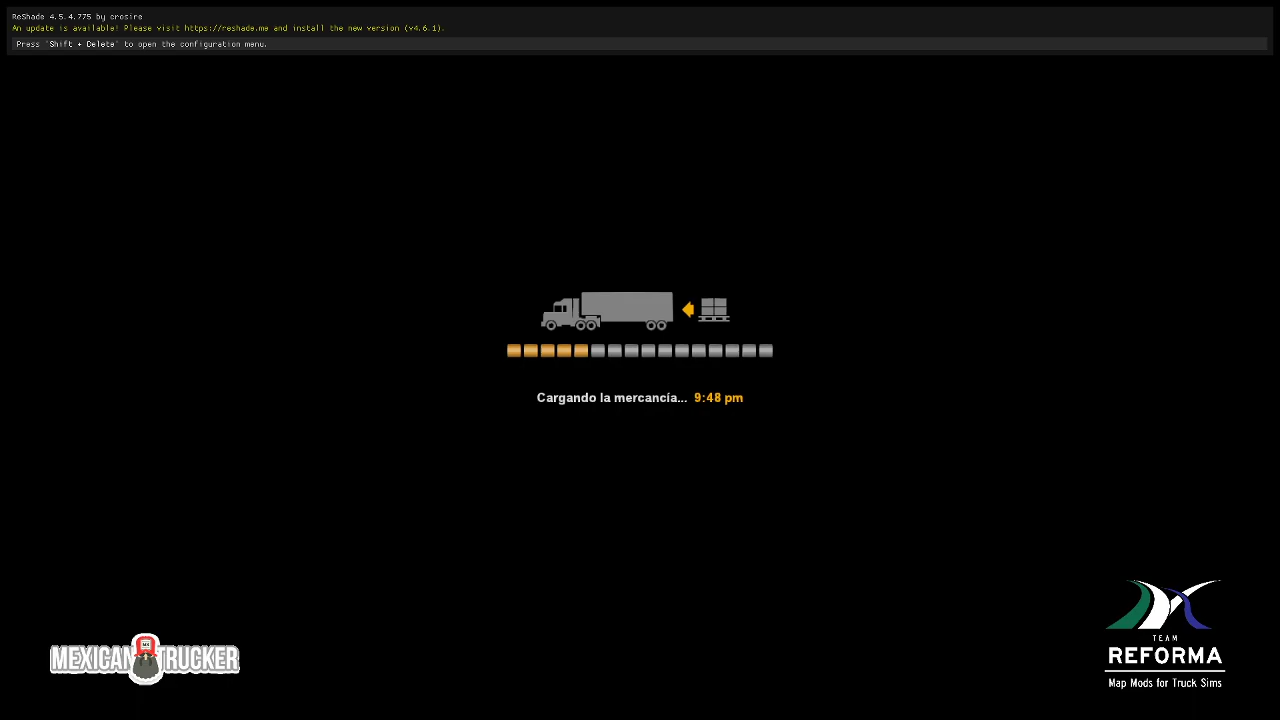 ReShade 4.5.4.775 by crosire
An update is available! Please visit https://reshade.me and install the new version (v4.6.1).
Press 'Shift + Delete' to open the configuration menu.
Cargando la mercancía... 9:48 pm
MEXICAN TRUCKER
TEAM
REFORMA
Map Mods for Truck Sims